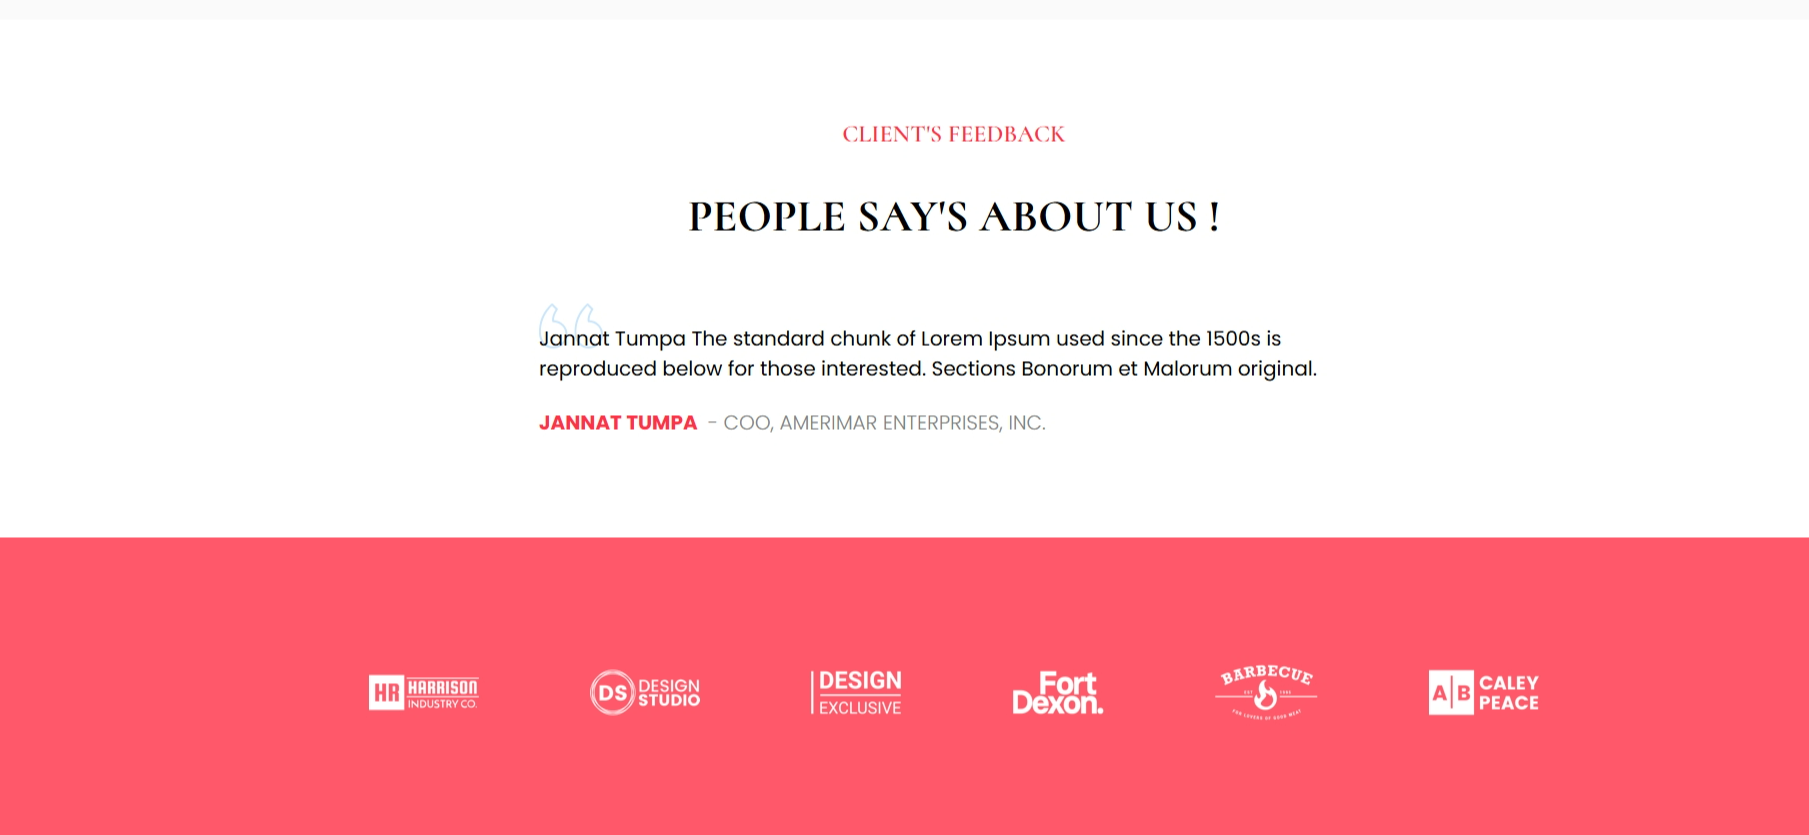 CLIENT'S FEEDBACK
PEOPLE SAY'S ABOUT US !
Jannat Tumpa The standard chunk of Lorem Ipsum used since the 1500s is
reproduced below for those interested. Sections Bonorum et Malorum original.
JANNAT TUMPA - COO, AMERIMAR ENTERPRISES, INC.
HR HARRISON
INDUSTRY CO.
DS DESIGN
STUDIO
DESIGN
EXCLUSIVE
Fort
Dexon.
BARBECUE
FOR LOVERS OF GOOD MEAT
A|B CALEY
PEACE